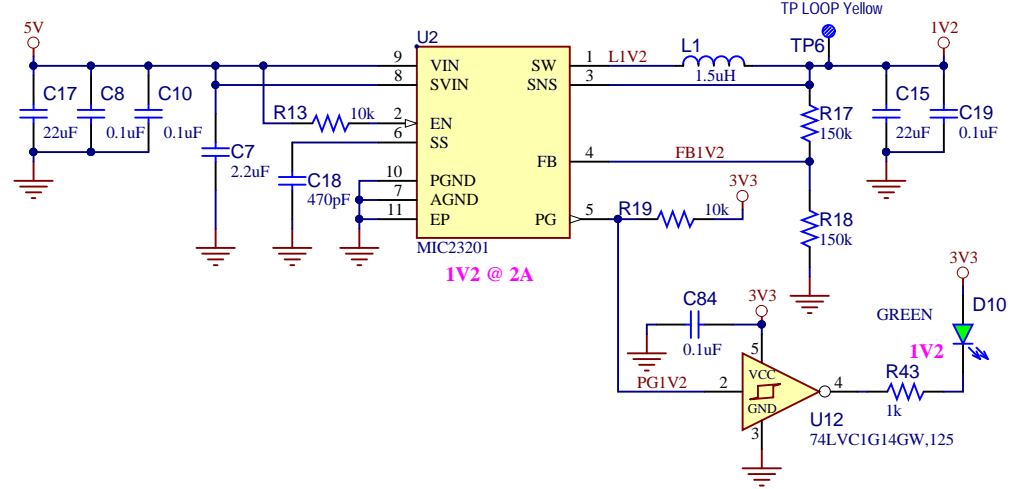 TP LOOP Yellow
5V
U2
TP6
1V2
9
VIN
SW
1
L1V2
L1
1.5uH
8
SVIN
SNS
3
C17
22uF
C8
0.1uF
C10
0.1uF
R13
10k
2
EN
6
SS
R17
150k
C15
22uF
C19
0.1uF
C7
2.2uF
FB
4
FB1V2
C18
470pF
10
PGND
7
AGND
11
EP
PG
5
R19
10k
3V3
R18
150k
MIC23201
1V2 @ 2A
3V3
D10
GREEN
1V2
C84
0.1uF
3V3
5
VCC
PG1V2
2
GND
3
4
R43
1k
U12
74LVC1G14GW,125